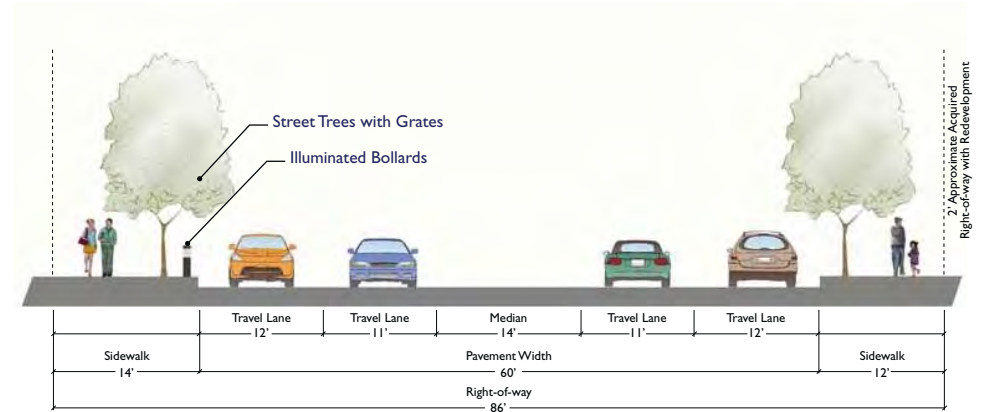 Street Trees with Grates
Illuminated Bollards
2' Approximate Acquired
Right-of-way with Redevelopment
Travel Lane
12'
Travel Lane
11'
Median
14'
Travel Lane
11'
Travel Lane
12'
Sidewalk
14'
Pavement Width
60'
Sidewalk
12'
Right-of-way
86'